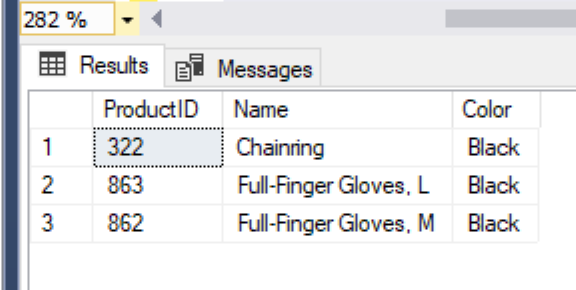 282 %
Results Messages
ProductID Name Color
1 322 Chainring Black
2 863 Full-Finger Gloves, L Black
3 862 Full-Finger Gloves, M Black